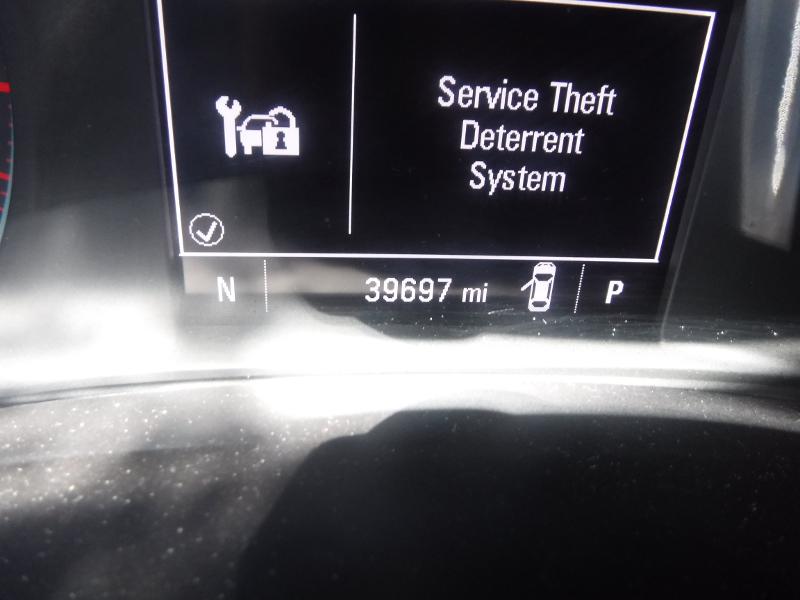 Service Theft
Deterrent
System
N 39697 mi P